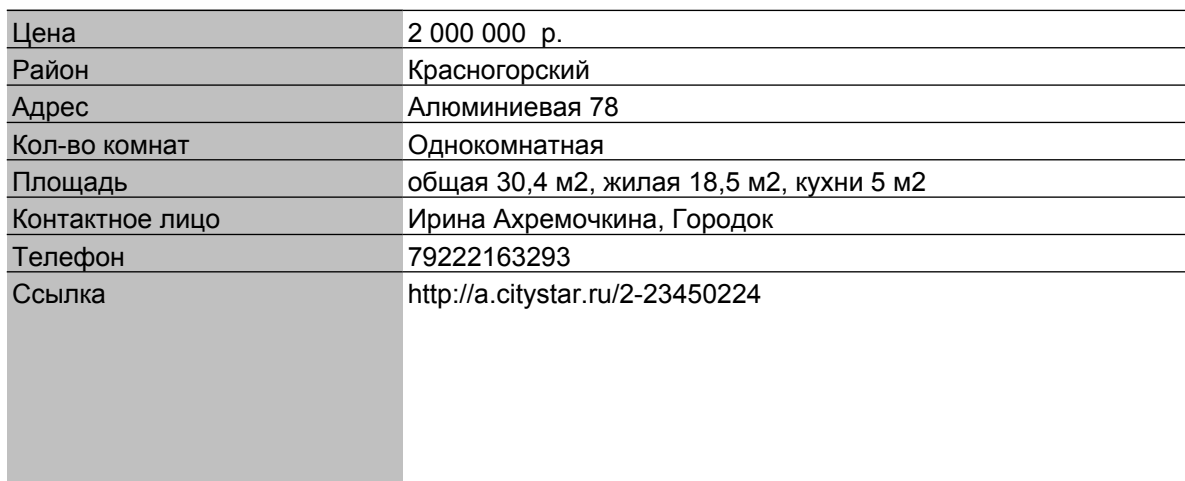 Цена 2 000 000 р.
Район Красногорский
Адрес Алюминиевая 78
Кол-во комнат Однокомнатная
Площадь общая 30,4 м2, жилая 18,5 м2, кухни 5 м2
Контактное лицо Ирина Ахремочкина, Городок
Телефон 79222163293
Ссылка http://a.citystar.ru/2-23450224